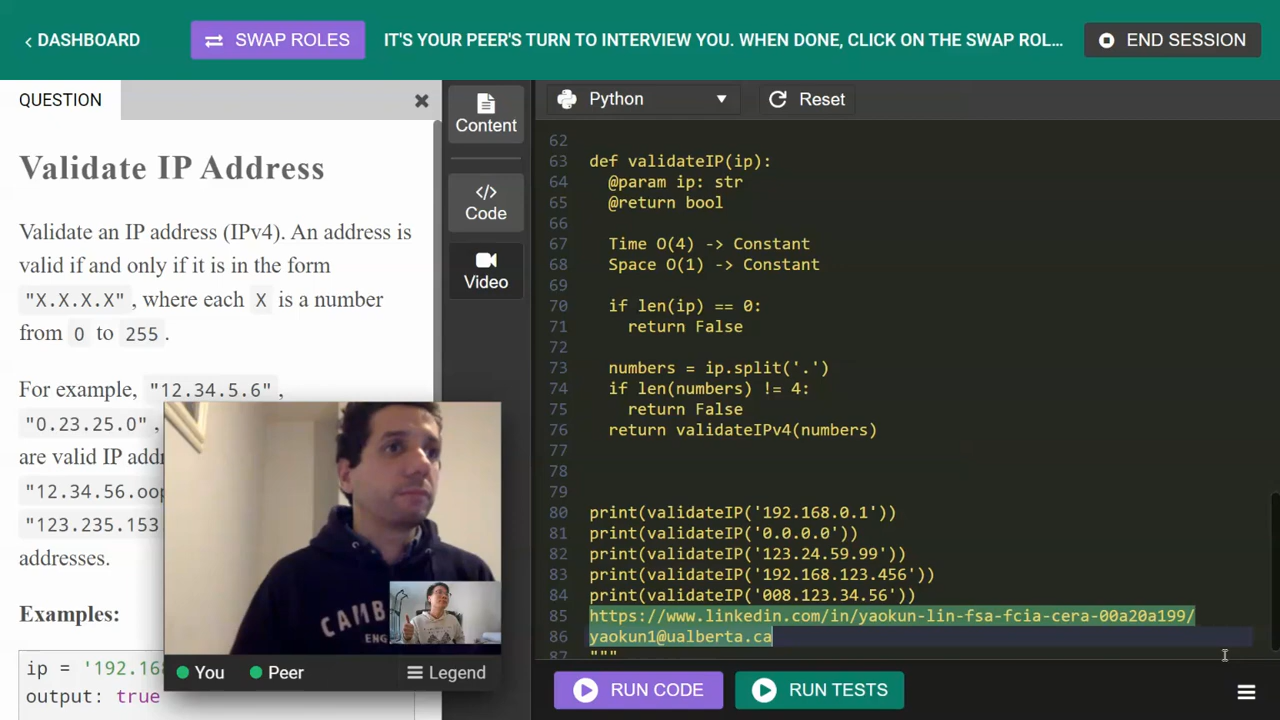 DASHBOARD
SWAP ROLES
IT'S YOUR PEER'S TURN TO INTERVIEW YOU. WHEN DONE, CLICK ON THE SWAP ROL...
END SESSION
QUESTION
Validate IP Address
Validate an IP address (IPv4). An address is
valid if and only if it is in the form
"X.X.X.X", where each X is a number
from 0 to 255.
For example, "12.34.5.6",
"0.23.25.0",
are valid IP addr
"12.34.56.oop
"123.235.153
addresses.
Examples:
ip = '192.16
output: true
CAMB
ENG
You
Peer
Legend
Content
Code
Video
Python
Reset
62
63 def validateIP(ip):
64 @param ip: str
65 @return bool
66
67 Time O(4) -> Constant
68 Space O(1) -> Constant
69
70 if len(ip) == 0:
71 return False
72
73 numbers = ip.split('.')
74 if len(numbers) != 4:
75 return False
76 return validateIPv4(numbers)
77
78
79
80 print(validateIP('192.168.0.1'))
81 print(validateIP('0.0.0.0'))
82 print(validateIP('123.24.59.99'))
83 print(validateIP('192.168.123.456'))
84 print(validateIP('008.123.34.56'))
85 https://www.linkedin.com/in/yaokun-lin-fsa-fcia-cera-00a20a199/
86 yaokun1@ualberta.ca
87 """
RUN CODE
RUN TESTS